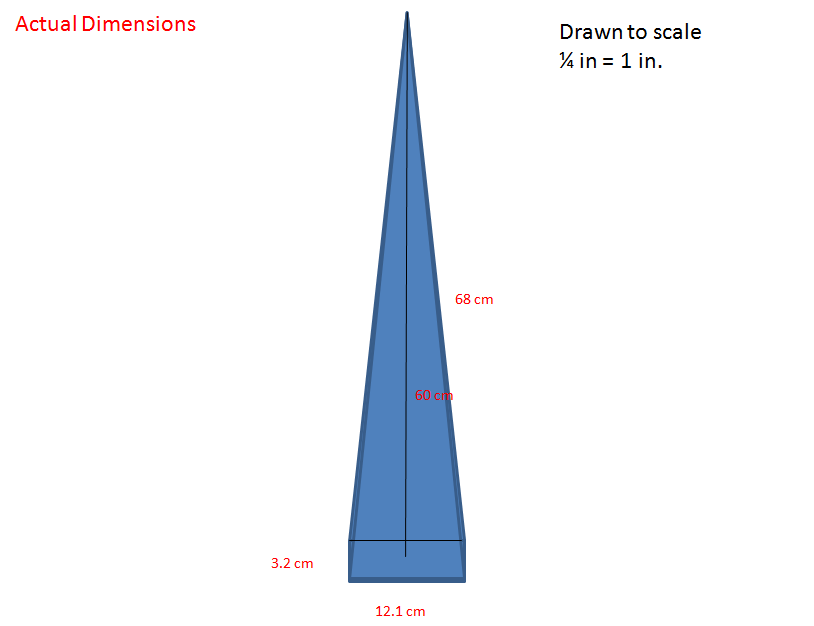 Actual Dimensions
Drawn to scale
¼ in = 1 in.
68 cm
60 cm
3.2 cm
12.1 cm